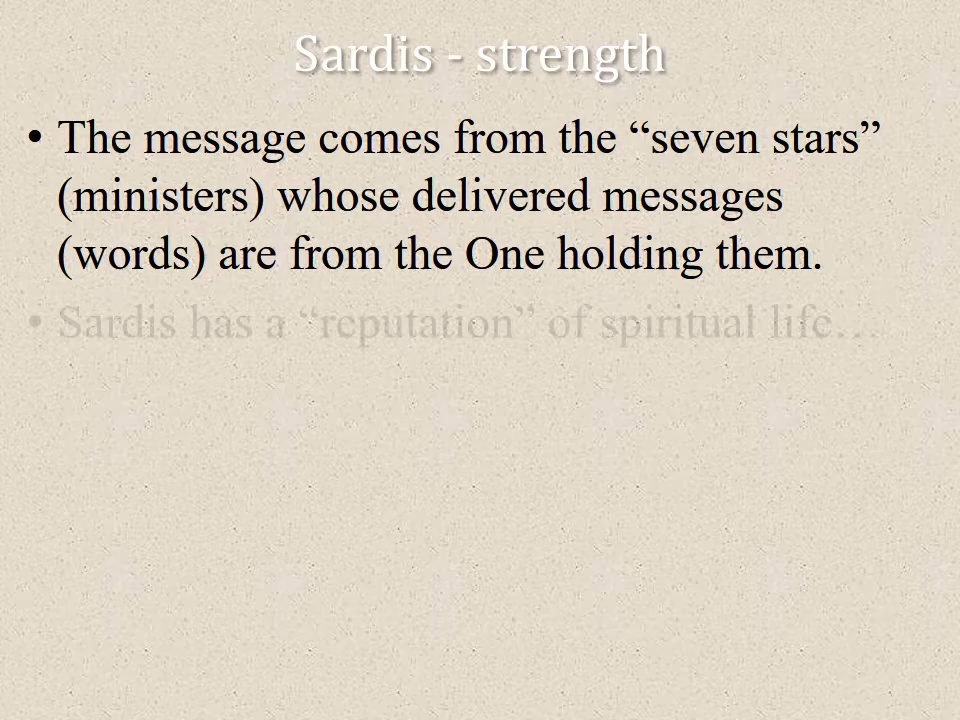 Sardis - strength
• The message comes from the “seven stars”
(ministers) whose delivered messages
(words) are from the One holding them.
• Sardis has a “reputation” of spiritual life…